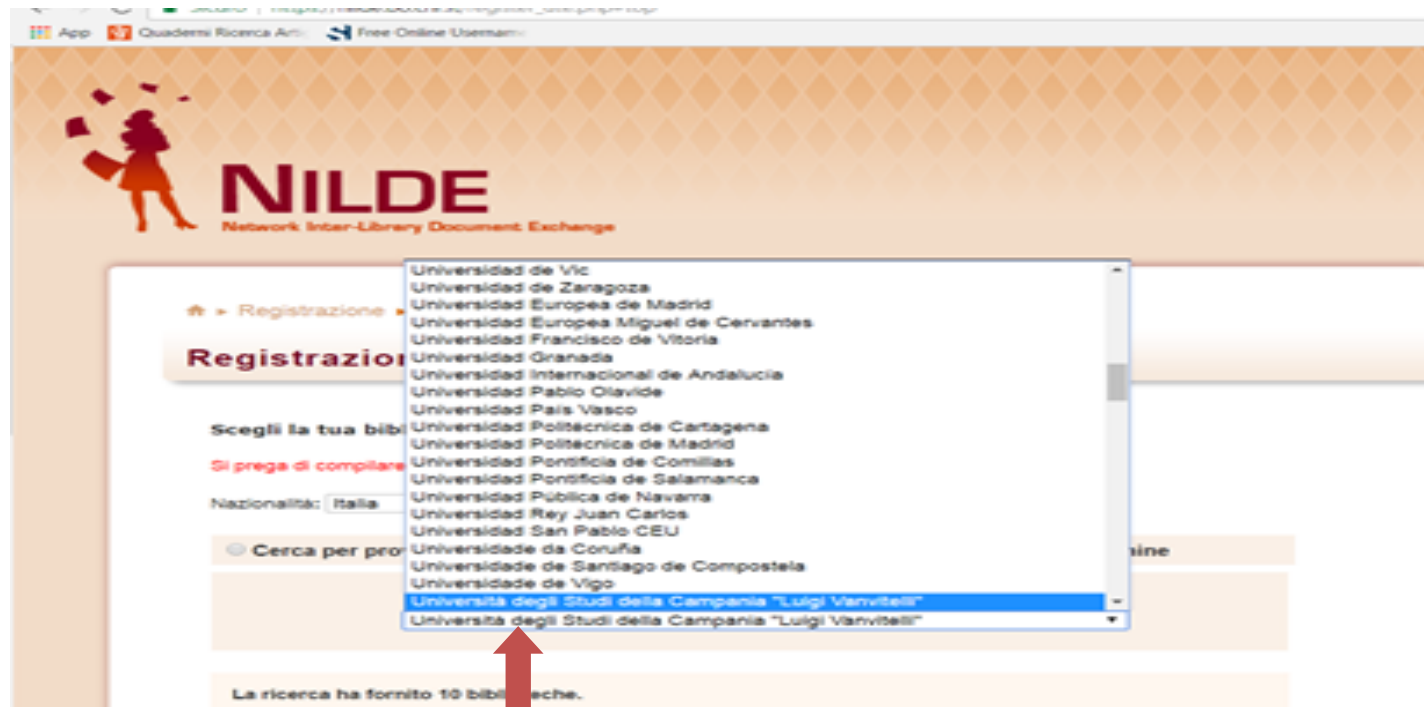 App Quaderni Ricerca Arti Free Online Usernam
NILDE
Network Inter-Library Document Exchange
Registrazione
Registrazion
Scegli la tua bibl
Si prega di compilare
Nazionalità: Italia
Cerca per pro
mine
Universidad de Vic
Universidad de Zaragoza
Universidad Europea de Madrid
Universidad Europea Miguel de Cervantes
Universidad Francisco de Vitoria
Universidad Granada
Universidad Internacional de Andalucía
Universidad Pablo Olavide
Universidad País Vasco
Universidad Politécnica de Cartagena
Universidad Politécnica de Madrid
Universidad Pontificia de Comillas
Universidad Pontificia de Salamanca
Universidad Pública de Navarra
Universidad Rey Juan Carlos
Universidad San Pablo CEU
Universidade da Coruña
Universidade de Santiago de Compostela
Universidade de Vigo
Università degli Studi della Campania "Luigi Vanvitelli"
Università degli Studi della Campania "Luigi Vanvitelli"
La ricerca ha fornito 10 bibl eche.